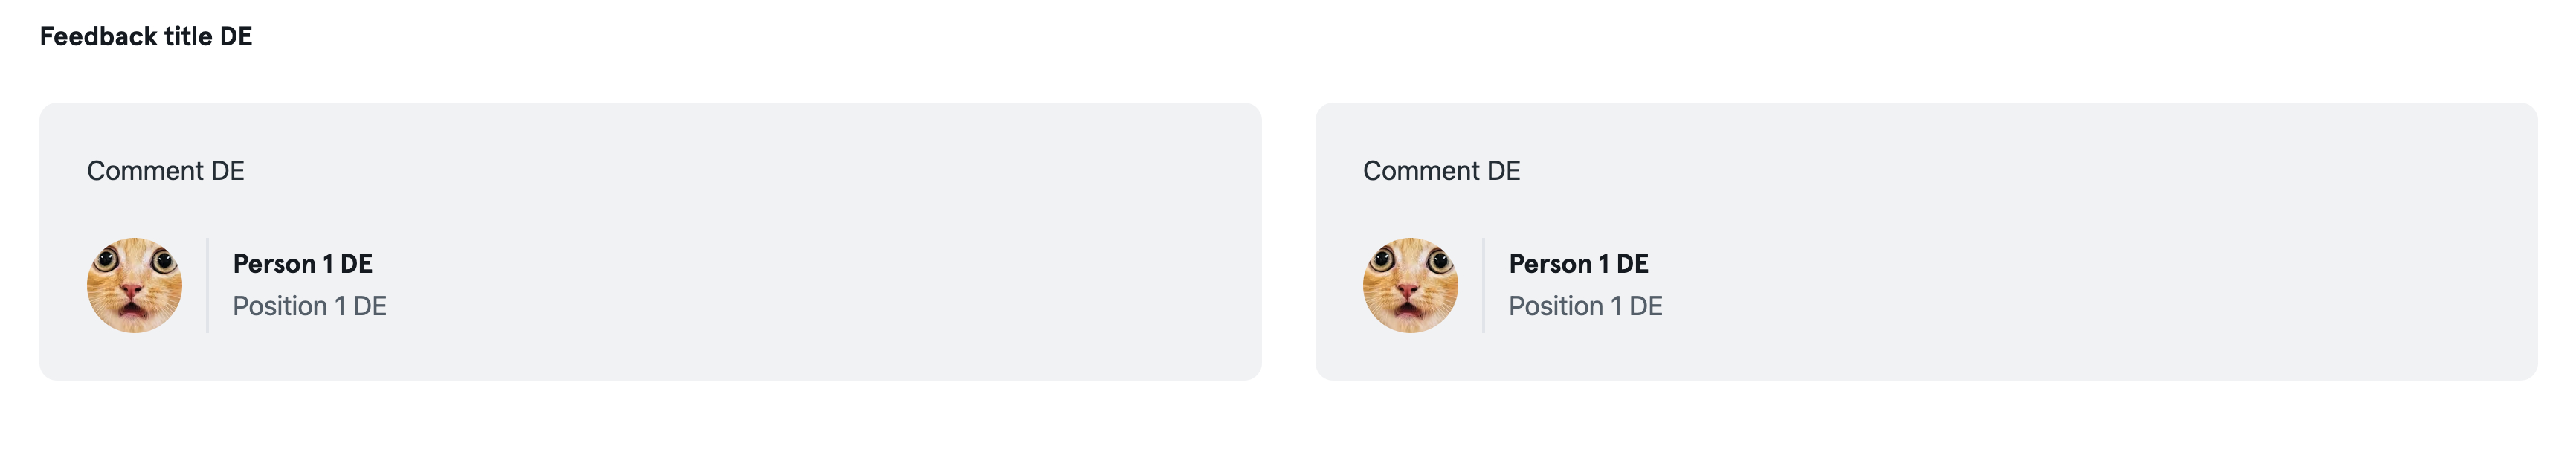 Feedback title DE
Comment DE
Person 1 DE
Position 1 DE
Comment DE
Person 1 DE
Position 1 DE